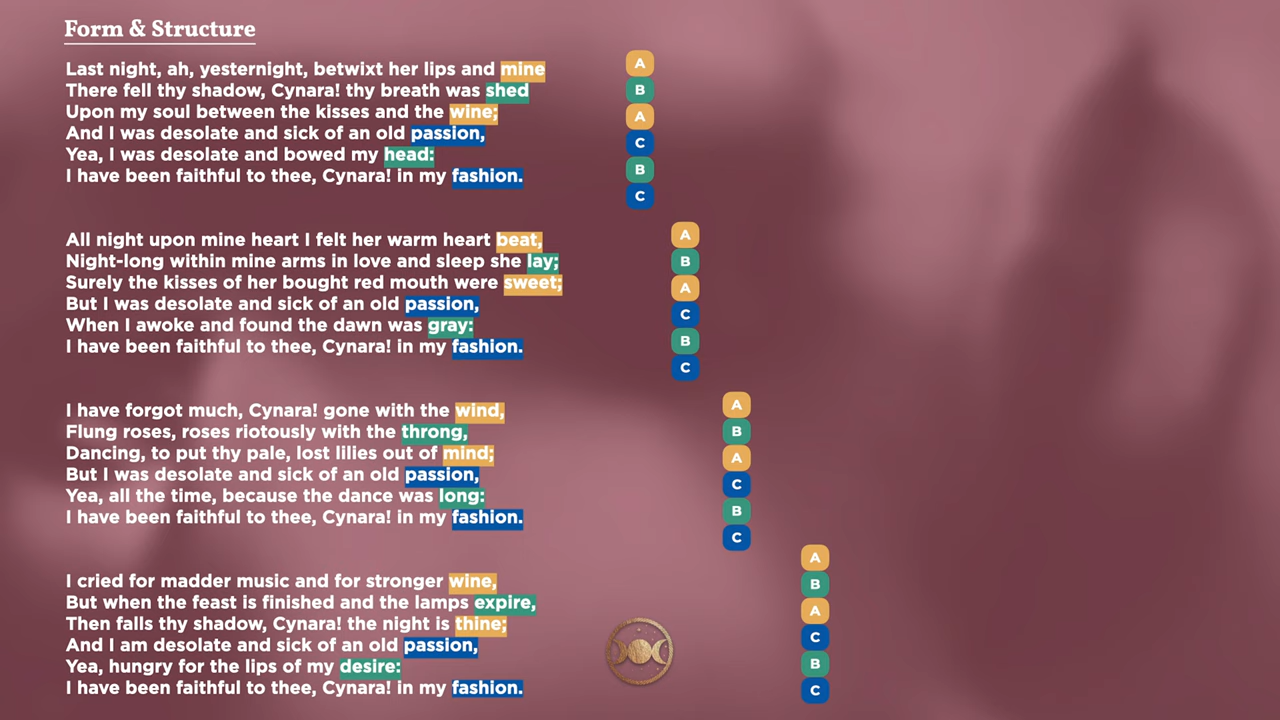 Form & Structure
Last night, ah, yesternight, betwixt her lips and mine A
There fell thy shadow, Cynara! thy breath was shed B
Upon my soul between the kisses and the wine; A
And I was desolate and sick of an old passion, C
Yea, I was desolate and bowed my head: B
I have been faithful to thee, Cynara! in my fashion. C
All night upon mine heart I felt her warm heart beat, A
Night-long within mine arms in love and sleep she lay; B
Surely the kisses of her bought red mouth were sweet; A
But I was desolate and sick of an old passion, C
When I awoke and found the dawn was gray: B
I have been faithful to thee, Cynara! in my fashion. C
I have forgot much, Cynara! gone with the wind, A
Flung roses, roses riotously with the throng, B
Dancing, to put thy pale, lost lilies out of mind; A
But I was desolate and sick of an old passion, C
Yea, all the time, because the dance was long: B
I have been faithful to thee, Cynara! in my fashion. C
I cried for madder music and for stronger wine, A
But when the feast is finished and the lamps expire, B
Then falls thy shadow, Cynara! the night is thine; A
And I am desolate and sick of an old passion, C
Yea, hungry for the lips of my desire: B
I have been faithful to thee, Cynara! in my fashion. C